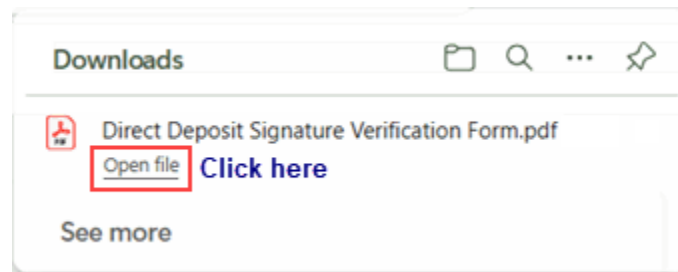 Downloads
Direct Deposit Signature Verification Form.pdf
Open file Click here
See more